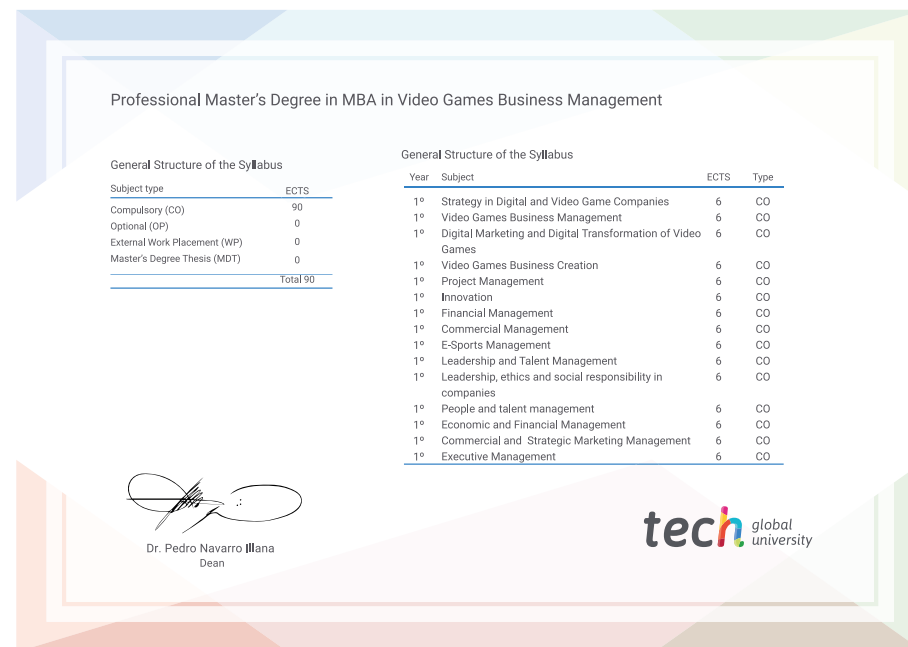 Professional Master's Degree in MBA in Video Games Business Management
General Structure of the Syllabus
Subject type ECTS
Compulsory (CO) 90
Optional (OP) 0
External Work Placement (WP) 0
Master's Degree Thesis (MDT) 0
Total 90
General Structure of the Syllabus
Year Subject ECTS Type
1º Strategy in Digital and Video Game Companies 6 CO
1º Video Games Business Management 6 CO
1º Digital Marketing and Digital Transformation of Video 6 CO
Games
1º Video Games Business Creation 6 CO
1º Project Management 6 CO
1º Innovation 6 CO
1º Financial Management 6 CO
1º Commercial Management 6 CO
1º E-Sports Management 6 CO
1º Leadership and Talent Management 6 CO
1º Leadership, ethics and social responsibility in 6 CO
companies
1º People and talent management 6 CO
1º Economic and Financial Management 6 CO
1º Commercial and Strategic Marketing Management 6 CO
1º Executive Management 6 CO
Dr. Pedro Navarro Illana
Dean
tech global
university